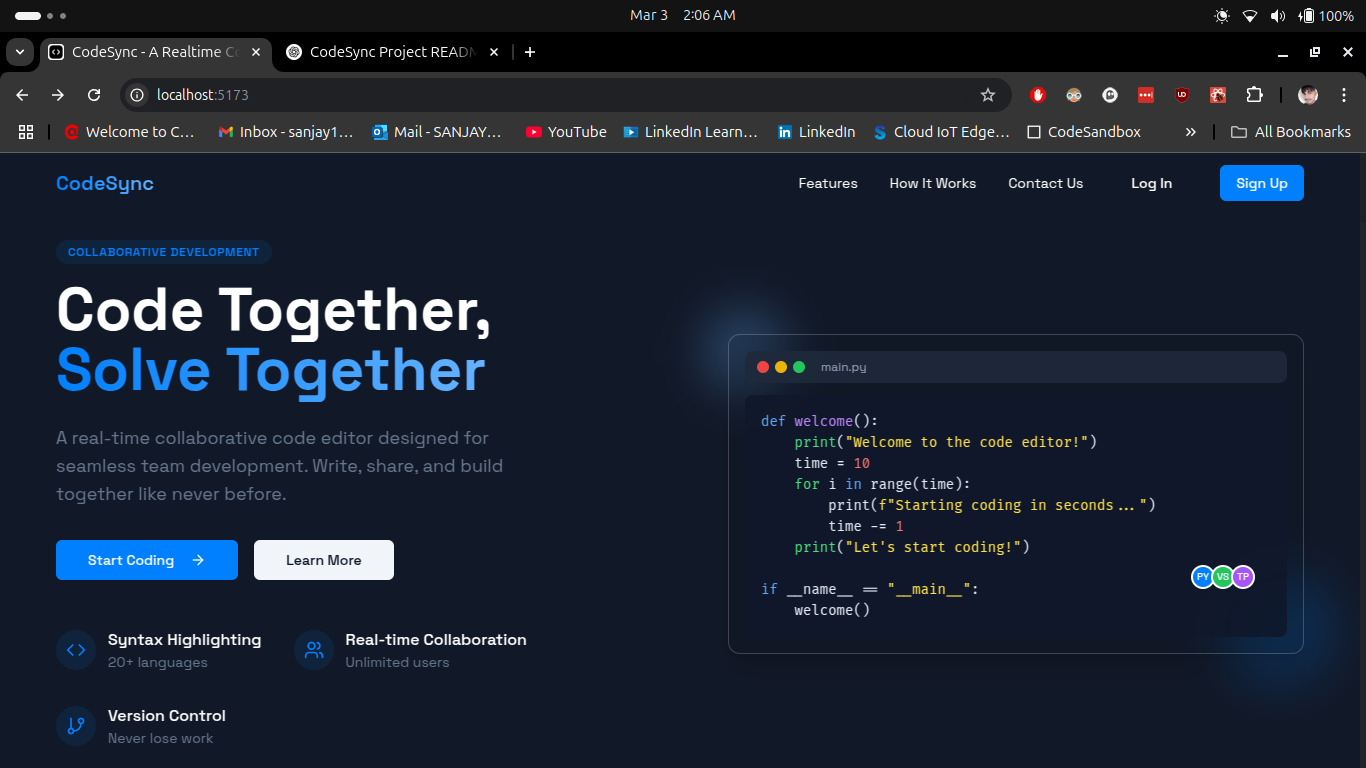 Mar 3 2:06 AM
100%
CodeSync - A Realtime Co
CodeSync Project READM
localhost:5173
Welcome to C…
Inbox - sanjay1…
Mail - SANJAY…
YouTube
LinkedIn Learn…
LinkedIn
Cloud IoT Edge…
CodeSandbox
All Bookmarks
CodeSync
Features
How It Works
Contact Us
Log In
Sign Up
COLLABORATIVE DEVELOPMENT
Code Together,
Solve Together
A real-time collaborative code editor designed for
seamless team development. Write, share, and build
together like never before.
Start Coding
Learn More
Syntax Highlighting
20+ languages
Real-time Collaboration
Unlimited users
Version Control
Never lose work
main.py
def welcome():
    print("Welcome to the code editor!")
    time = 10
    for i in range(time):
        print(f"Starting coding in seconds...")
        time -= 1
    print("Let's start coding!")
if __name__ == "__main__":
    welcome()
PY VS TP